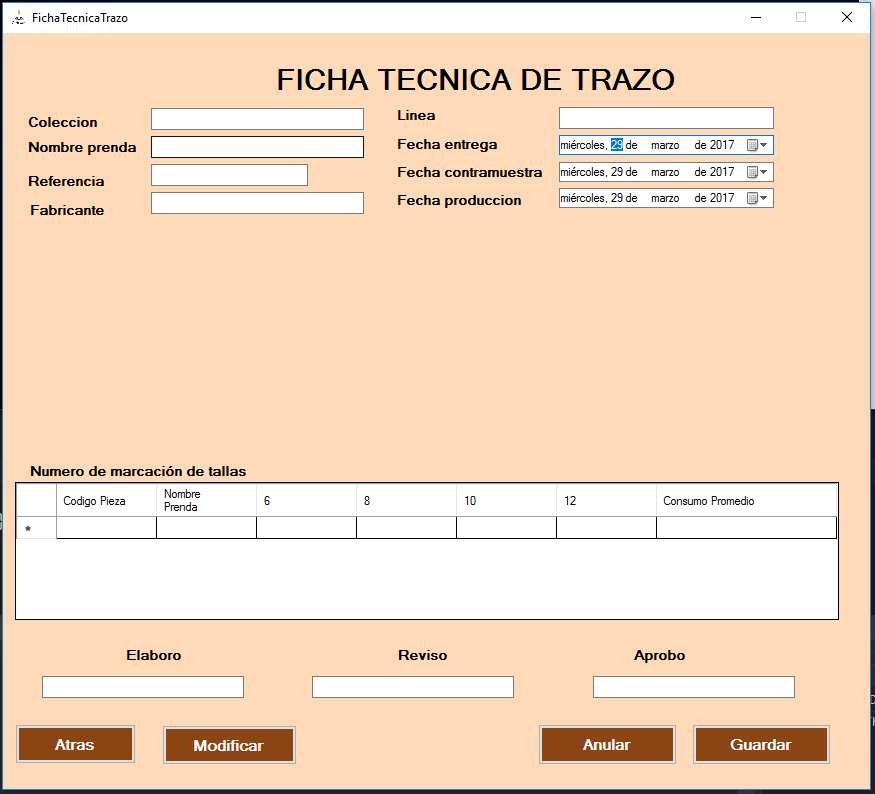 FichaTecnicaTrazo
FICHA TECNICA DE TRAZO
Coleccion
Nombre prenda
Referencia
Fabricante
Linea
Fecha entrega miércoles, 29 de marzo de 2017
Fecha contramuestra miércoles, 29 de marzo de 2017
Fecha produccion miércoles, 29 de marzo de 2017
Numero de marcación de tallas
Codigo Pieza Nombre Prenda 6 8 10 12 Consumo Promedio
*
Elaboro Reviso Aprobo
Atras Modificar Anular Guardar